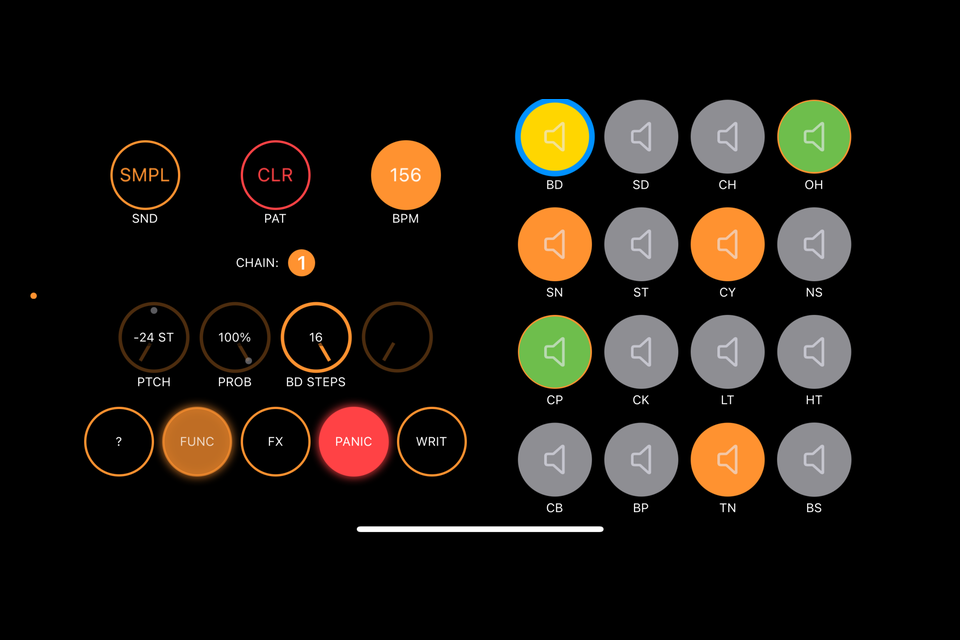 SMPL
CLR
156
SND
PAT
BPM
CHAIN: 1
-24 ST
100%
16
PTCH
PROB
BD STEPS
?
FUNC
FX
PANIC
WRIT
BD
SD
CH
OH
SN
ST
CY
NS
CP
CK
LT
HT
CB
BP
TN
BS